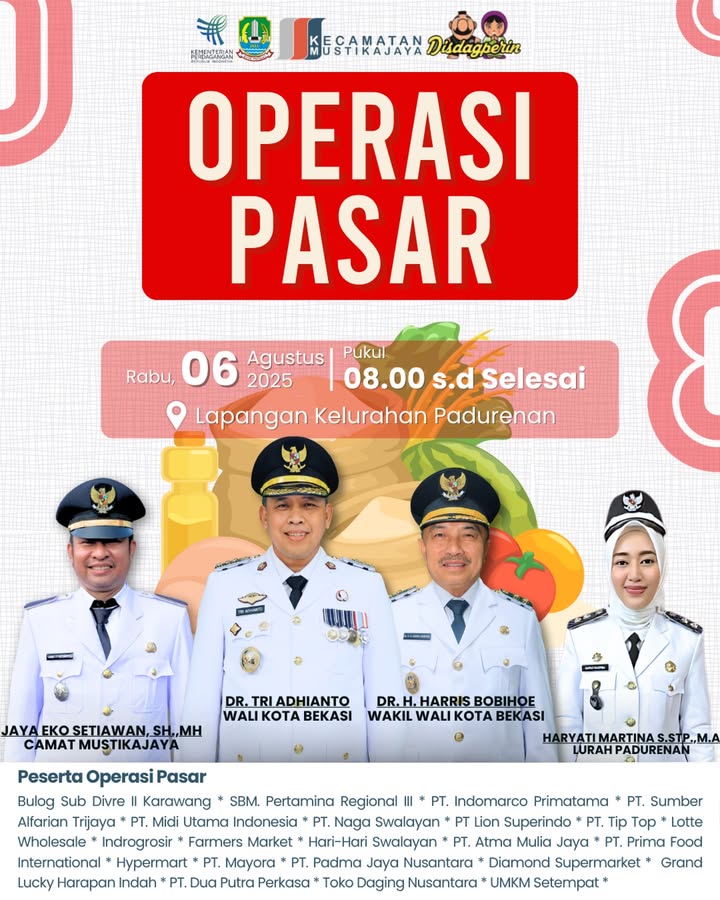 KEMENTERIAN
PERDAGANGAN
REPUBLIK INDONESIA
KECAMATAN
MUSTIKAJAYA
Disdagperin
OPERASI
PASAR
Rabu, 06 Agustus 2025
Pukul
08.00 s.d Selesai
Lapangan Kelurahan Padurenan
TRI ADHIANTO
JAYA EKO SETIAWAN, SH.,MH
CAMAT MUSTIKAJAYA
DR. TRI ADHIANTO
WALI KOTA BEKASI
DR. H. HARRIS BOBIHOE
WAKIL WALI KOTA BEKASI
HARYATI MARTINA S.STP.,M.A
LURAH PADURENAN
Peserta Operasi Pasar
Bulog Sub Divre II Karawang * SBM. Pertamina Regional III * PT. Indomarco Primatama * PT. Sumber
Alfarian Trijaya * PT. Midi Utama Indonesia * PT. Naga Swalayan * PT Lion Superindo * PT. Tip Top * Lotte
Wholesale * Indrogrosir * Farmers Market * Hari-Hari Swalayan * PT. Atma Mulia Jaya * PT. Prima Food
International * Hypermart * PT. Mayora * PT. Padma Jaya Nusantara * Diamond Supermarket * Grand
Lucky Harapan Indah * PT. Dua Putra Perkasa * Toko Daging Nusantara * UMKM Setempat *